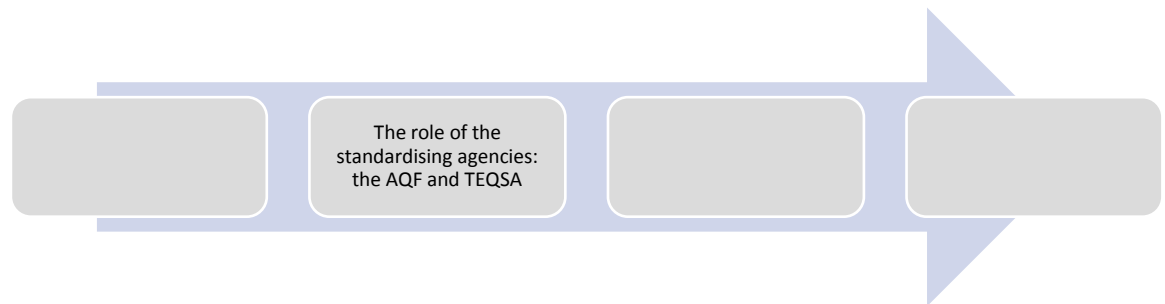 The role of the
standardising agencies:
the AQF and TEQSA